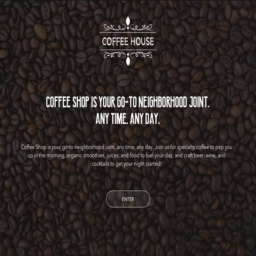 COFFEE HOUSE
COFFEE SHOP IS YOUR GO-TO NEIGHBORHOOD JOINT.
ANY TIME. ANY DAY.
Coffee Shop is your go-to neighborhood joint, any time, any day. Join us for specialty coffee to pep you
up in the morning, organic smoothies, juices, and food to fuel your day, and craft beer, wine, and
cocktails to get your night started!
ENTER